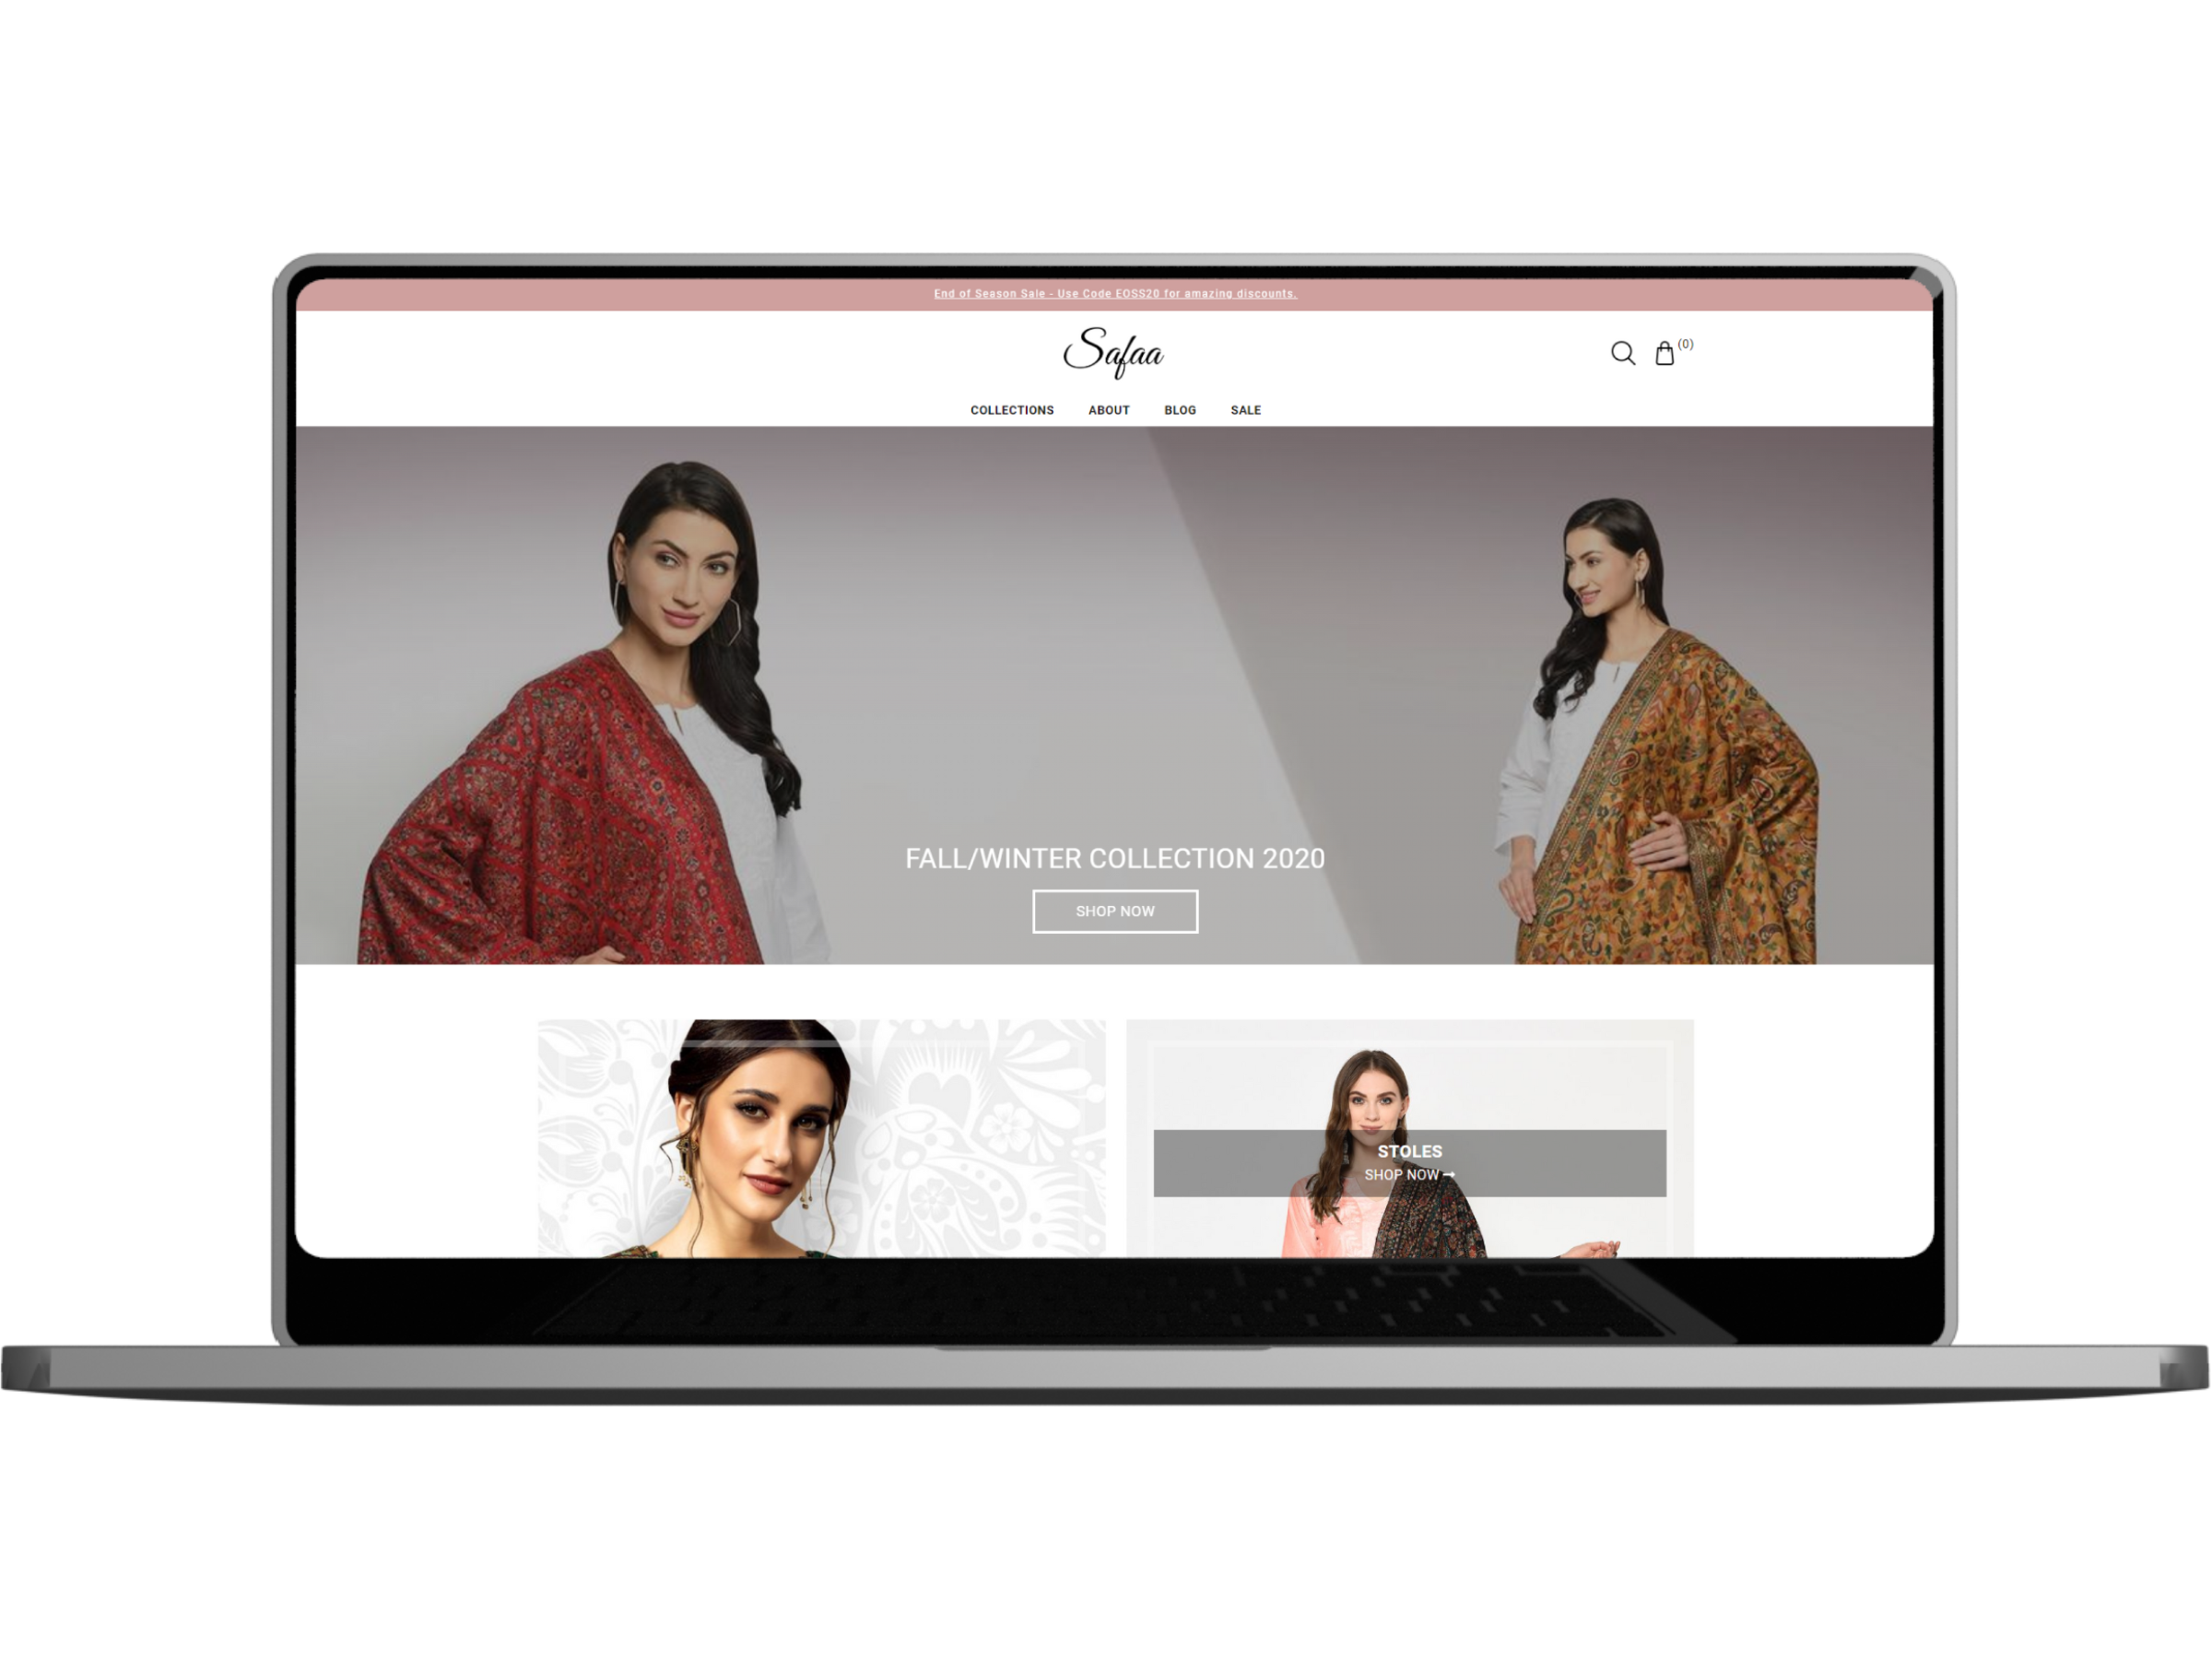 End of Season Sale - Use Code EOSS20 for amazing discounts.
Safaa
(0)
COLLECTIONS ABOUT BLOG SALE
FALL/WINTER COLLECTION 2020
SHOP NOW
STOLES
SHOP NOW→